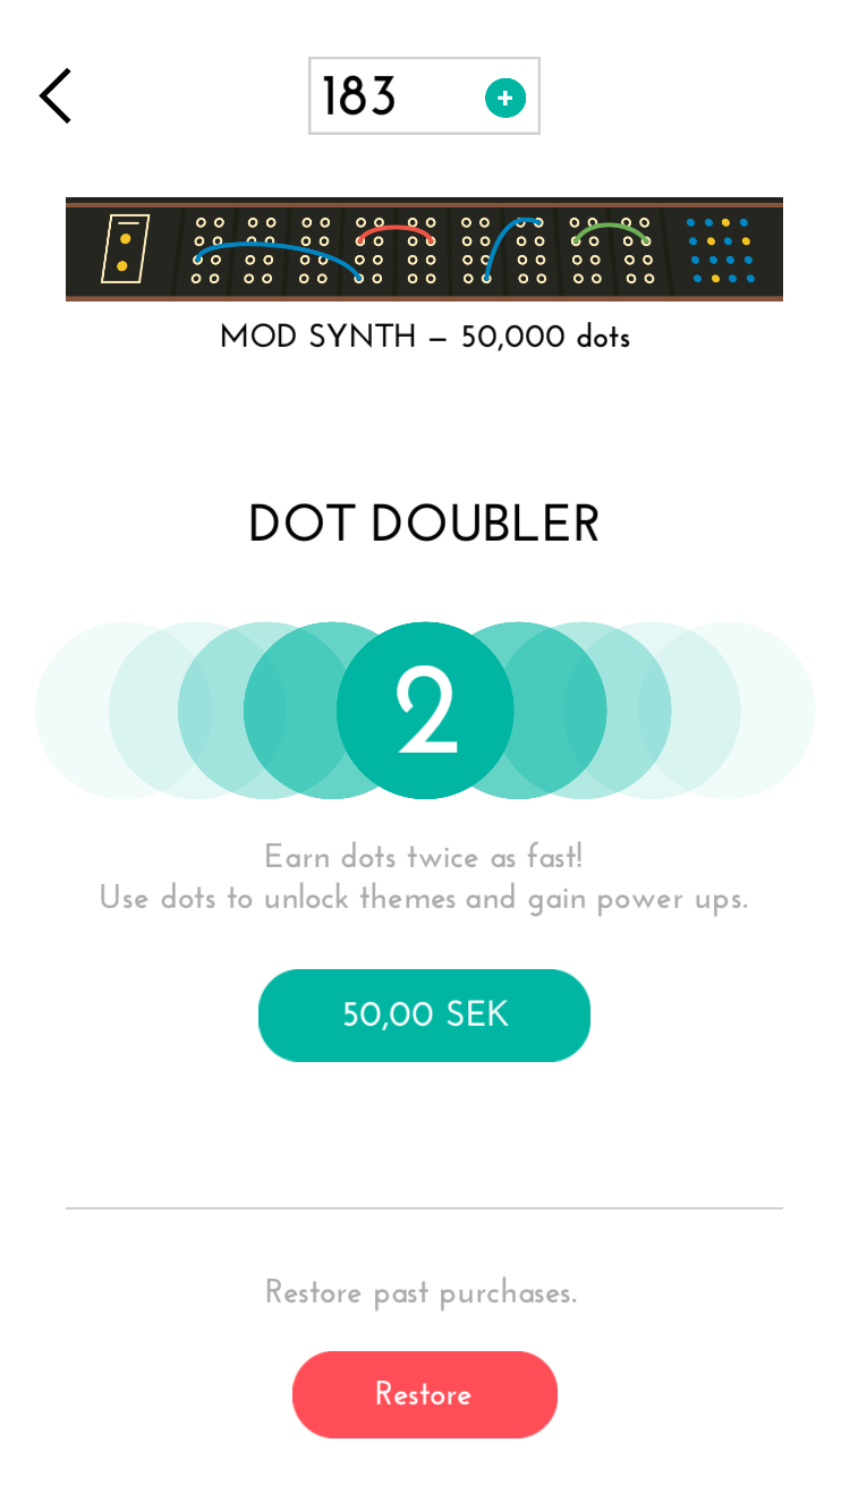 183
MOD SYNTH – 50,000 dots
DOT DOUBLER
2
Earn dots twice as fast!
Use dots to unlock themes and gain power ups.
50,00 SEK
Restore past purchases.
Restore